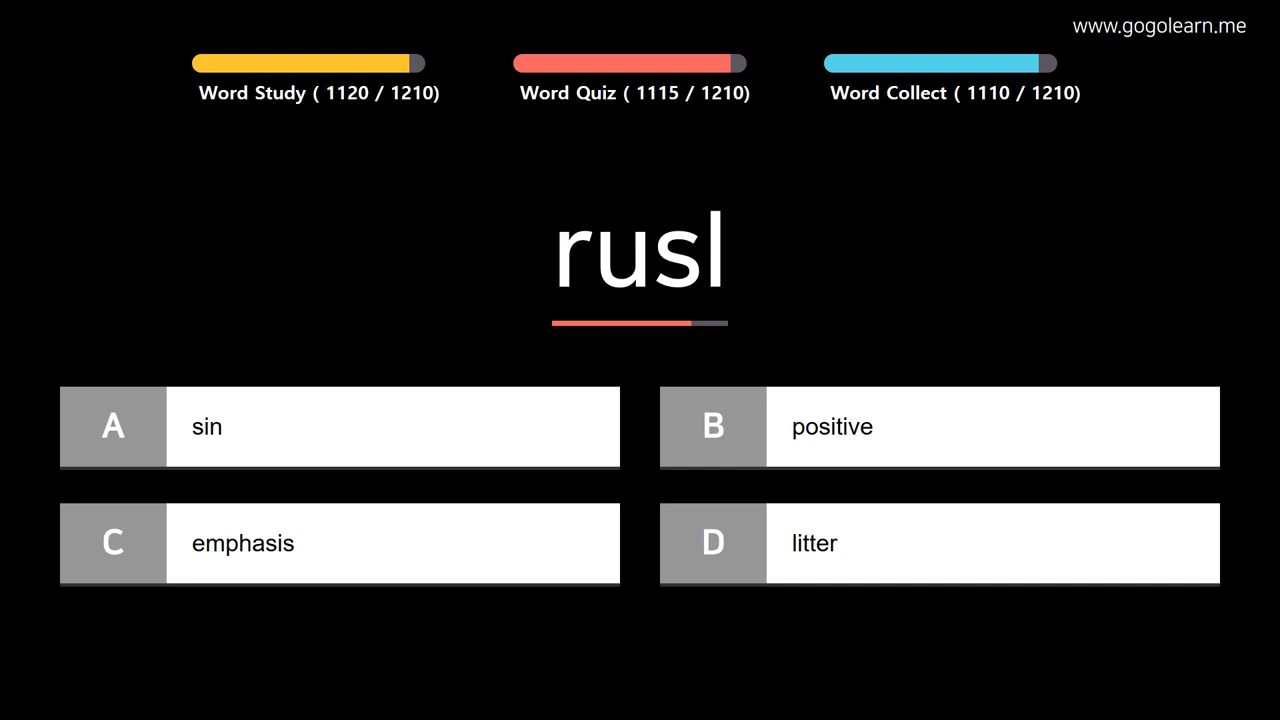 www.gogolearn.me
Word Study ( 1120 / 1210)
Word Quiz ( 1115 / 1210)
Word Collect ( 1110 / 1210)
rusl
A sin
B positive
C emphasis
D litter